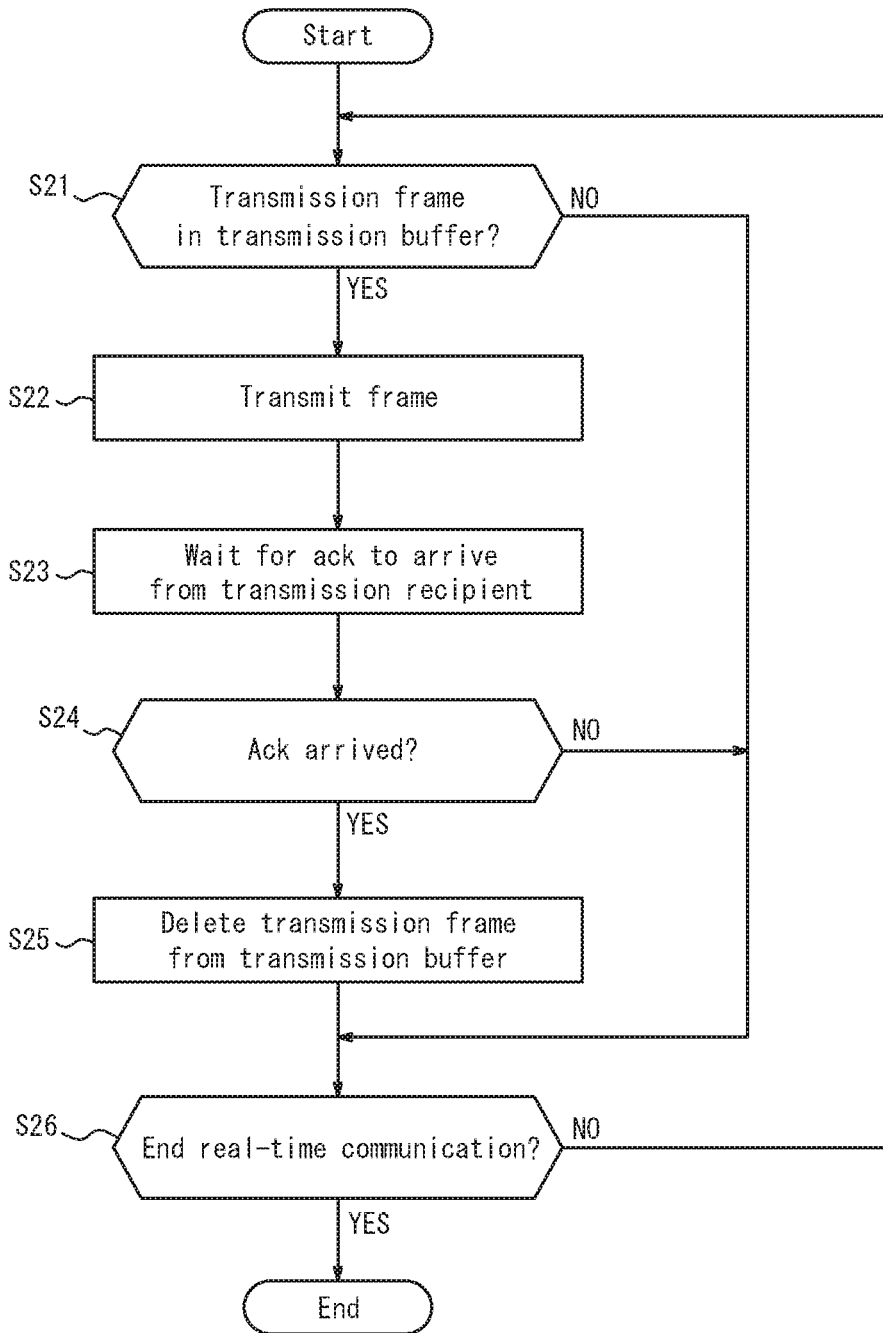 Start
S21
Transmission frame
in transmission buffer?
NO
YES
S22
Transmit frame
S23
Wait for ack to arrive
from transmission recipient
S24
Ack arrived?
NO
YES
S25
Delete transmission frame
from transmission buffer
S26
End real-time communication?
NO
YES
End